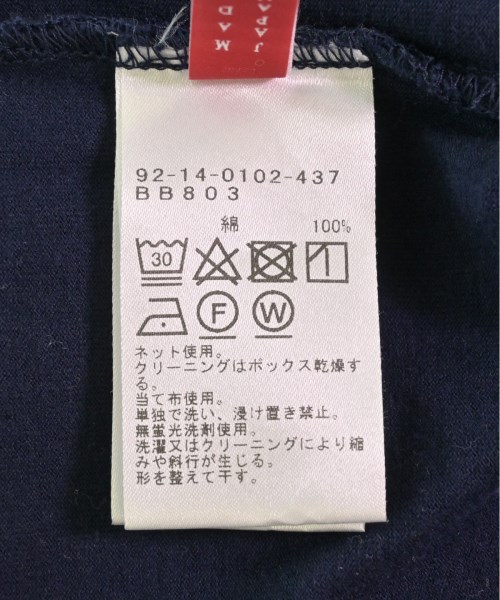 JO
PAPA
DAM
92-14-0102-437
BB803
綿 100%
30
F W
ネット使用。
クリーニングはボックス乾燥す
る。
当て布使用。
単独で洗い、浸け置き禁止。
無蛍光洗剤使用。
洗濯又はクリーニングにより縮
みや斜行が生じる。
形を整えて干す。